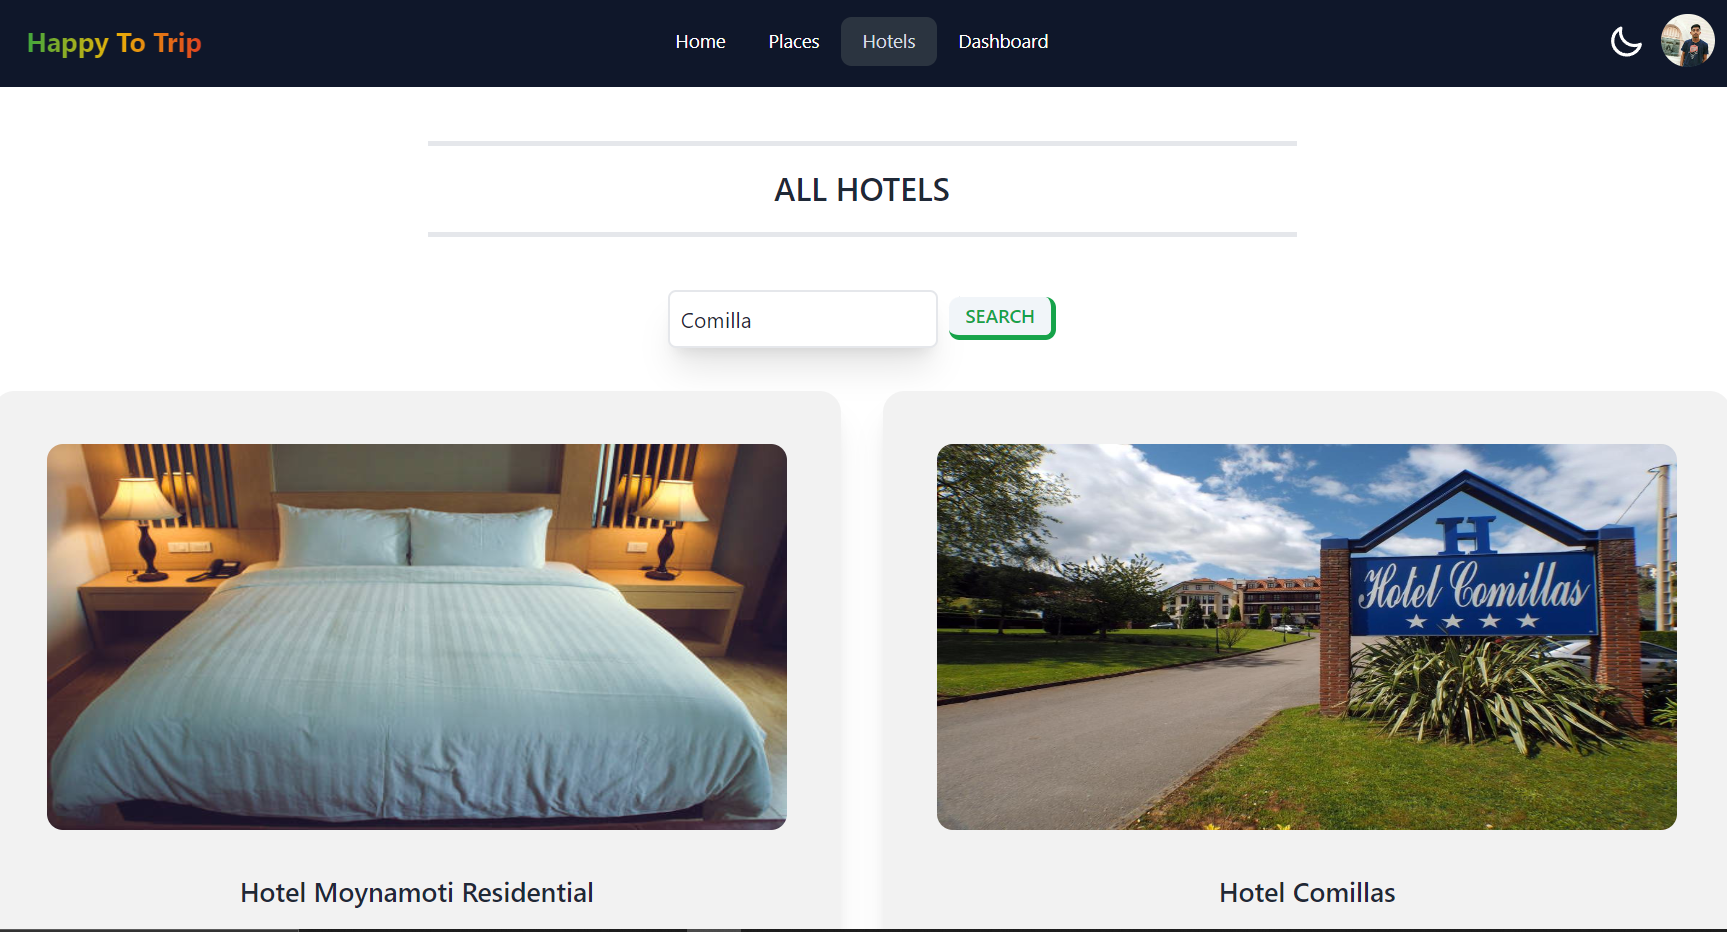 Happy To Trip
Home
Places
Hotels
Dashboard
ALL HOTELS
Comilla
SEARCH
H
Hotel Comillas
Hotel Moynamoti Residential
Hotel Comillas